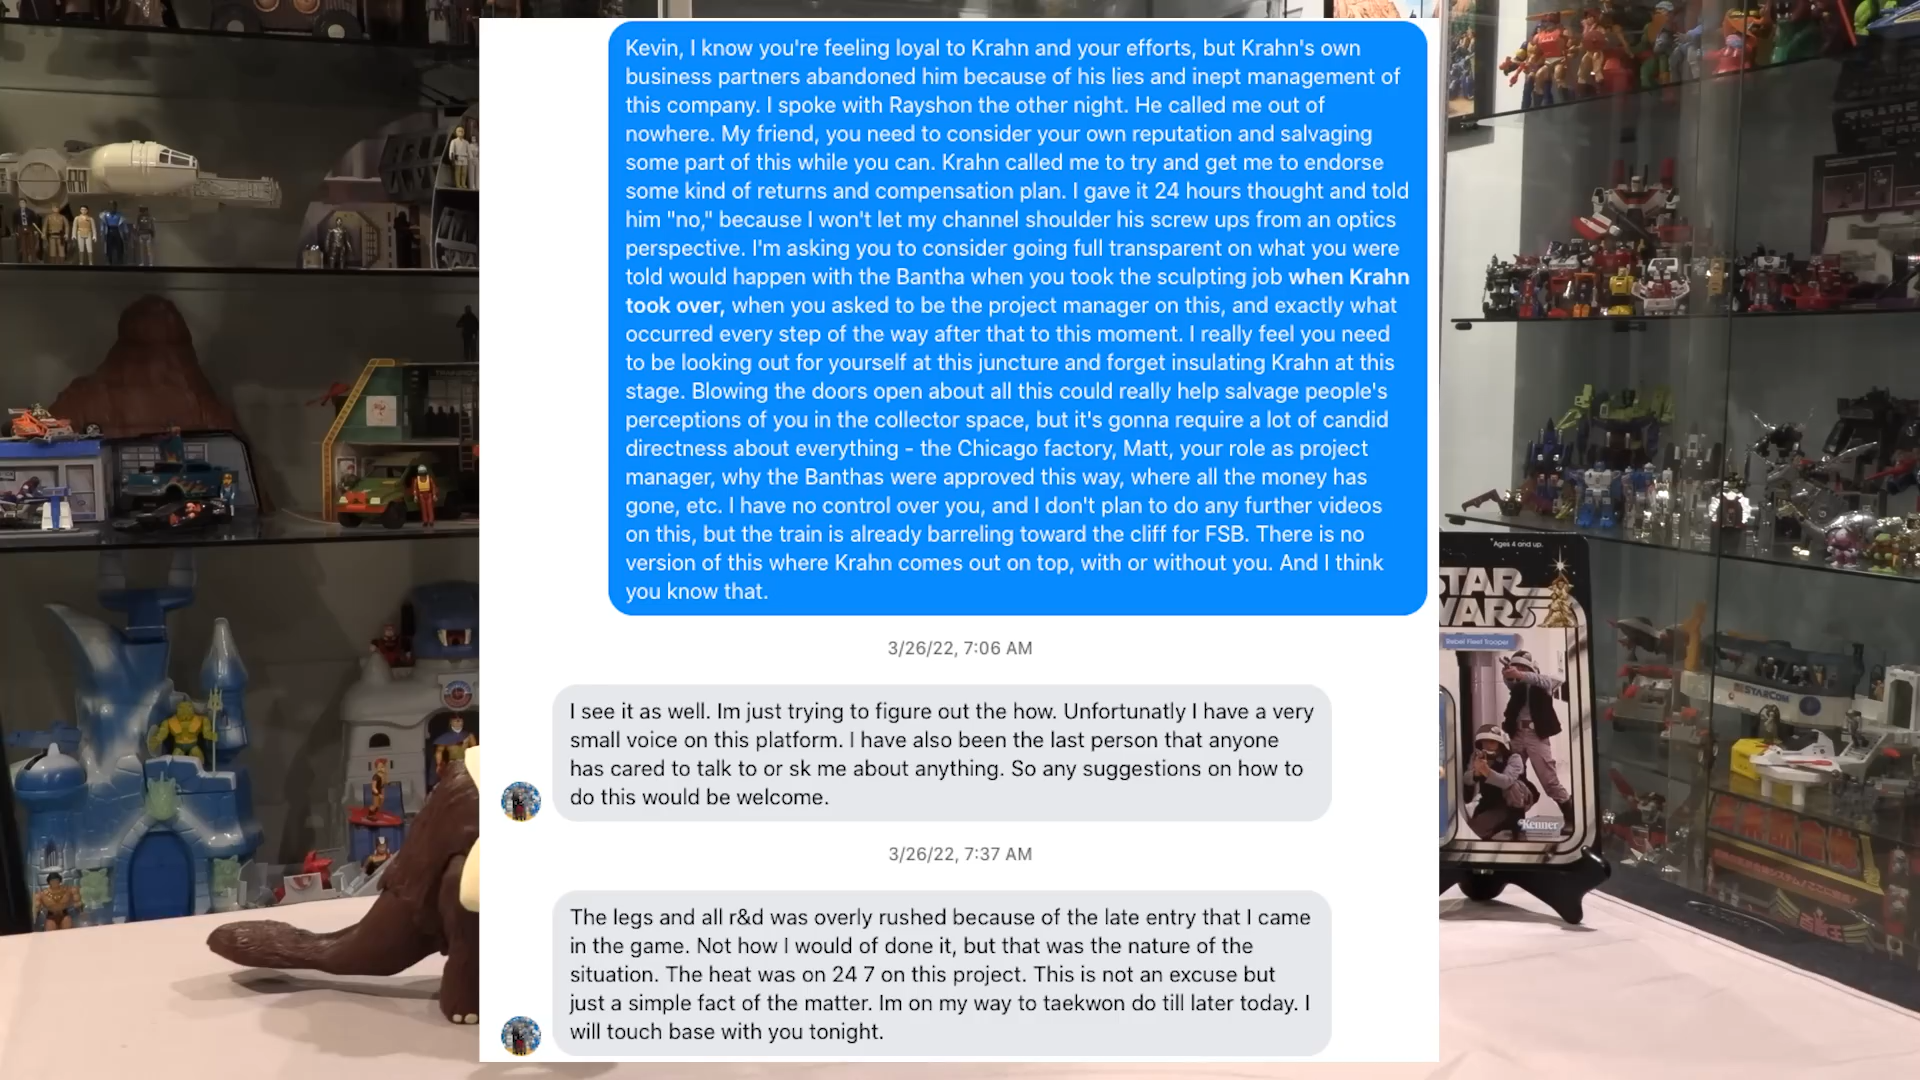 Kevin, I know you're feeling loyal to Krahn and your efforts, but Krahn's own
business partners abandoned him because of his lies and inept management of
this company. I spoke with Rayshon the other night. He called me out of
nowhere. My friend, you need to consider your own reputation and salvaging
some part of this while you can. Krahn called me to try and get me to endorse
some kind of returns and compensation plan. I gave it 24 hours thought and told
him "no," because I won't let my channel shoulder his screw ups from an optics
perspective. I'm asking you to consider going full transparent on what you were
told would happen with the Bantha when you took the sculpting job when Krahn
took over, when you asked to be the project manager on this, and exactly what
occurred every step of the way after that to this moment. I really feel you need
to be looking out for yourself at this juncture and forget insulating Krahn at this
stage. Blowing the doors open about all this could really help salvage people's
perceptions of you in the collector space, but it's gonna require a lot of candid
directness about everything - the Chicago factory, Matt, your role as project
manager, why the Banthas were approved this way, where all the money has
gone, etc. I have no control over you, and I don't plan to do any further videos
on this, but the train is already barreling toward the cliff for FSB. There is no
version of this where Krahn comes out on top, with or without you. And I think
you know that.
3/26/22, 7:06 AM
I see it as well. Im just trying to figure out the how. Unfortunatly I have a very
small voice on this platform. I have also been the last person that anyone
has cared to talk to or sk me about anything. So any suggestions on how to
do this would be welcome.
3/26/22, 7:37 AM
The legs and all r&d was overly rushed because of the late entry that I came
in the game. Not how I would of done it, but that was the nature of the
situation. The heat was on 24 7 on this project. This is not an excuse but
just a simple fact of the matter. Im on my way to taekwon do till later today. I
will touch base with you tonight.
Ages 4 and up.
STAR
WARS
Rebel Fleet Trooper
Kenner
STARCOM